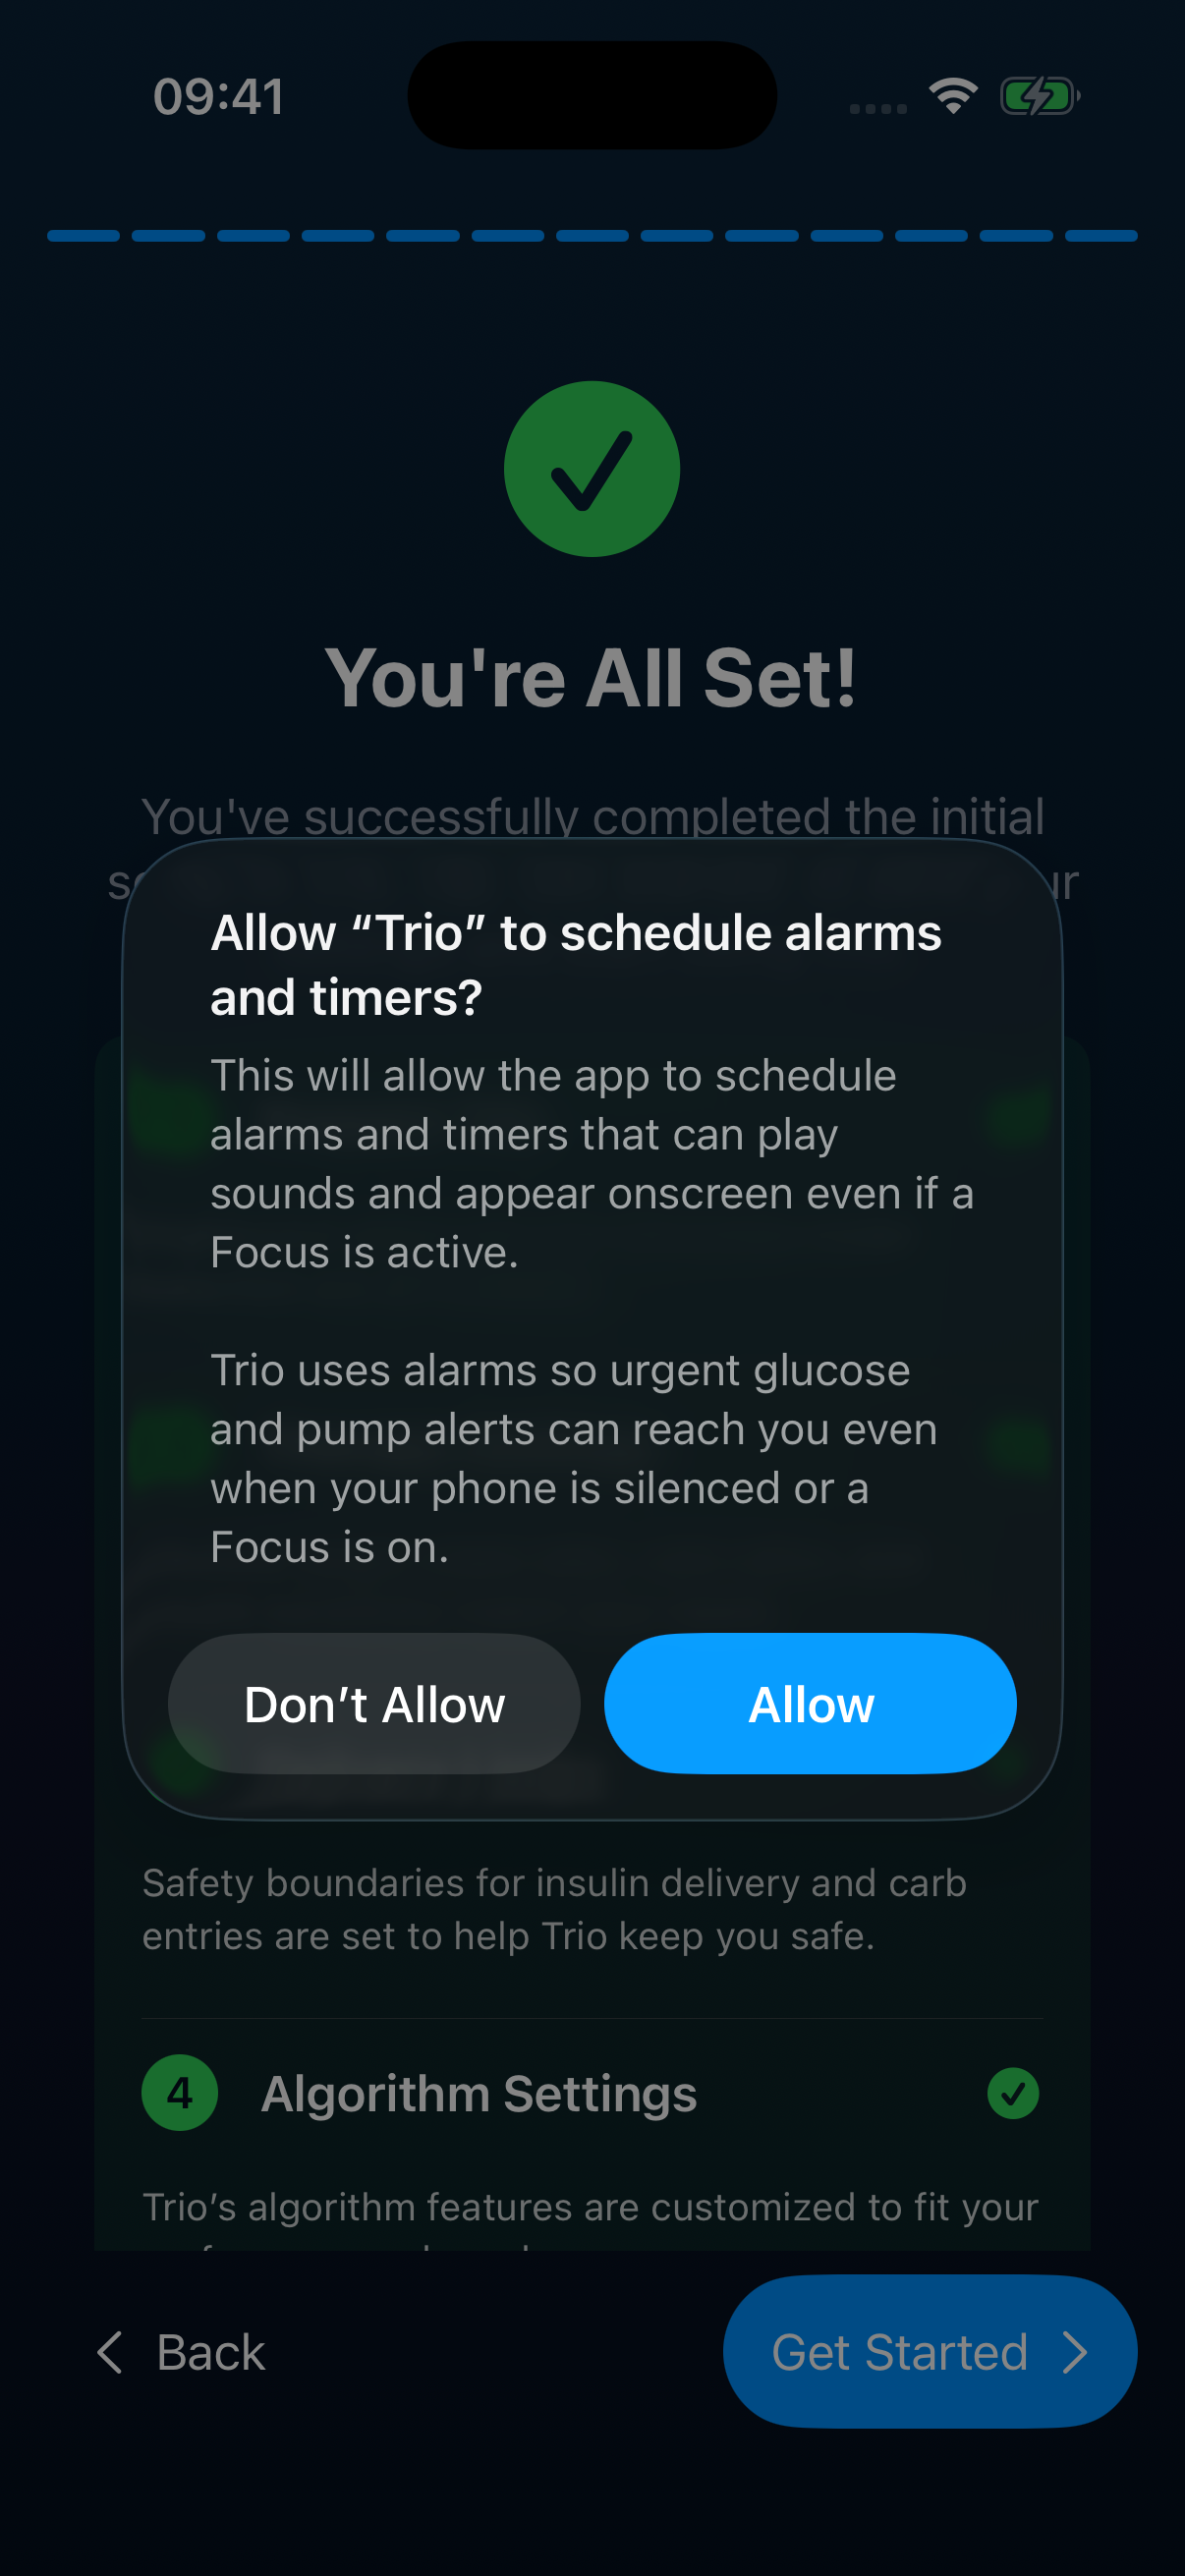 09:41
You're All Set!
You've successfully completed the initial
Allow “Trio” to schedule alarms
and timers?
This will allow the app to schedule
alarms and timers that can play
sounds and appear onscreen even if a
Focus is active.
Trio uses alarms so urgent glucose
and pump alerts can reach you even
when your phone is silenced or a
Focus is on.
Don’t Allow
Allow
Safety boundaries for insulin delivery and carb
entries are set to help Trio keep you safe.
4 Algorithm Settings
Trio’s algorithm features are customized to fit your
Back
Get Started